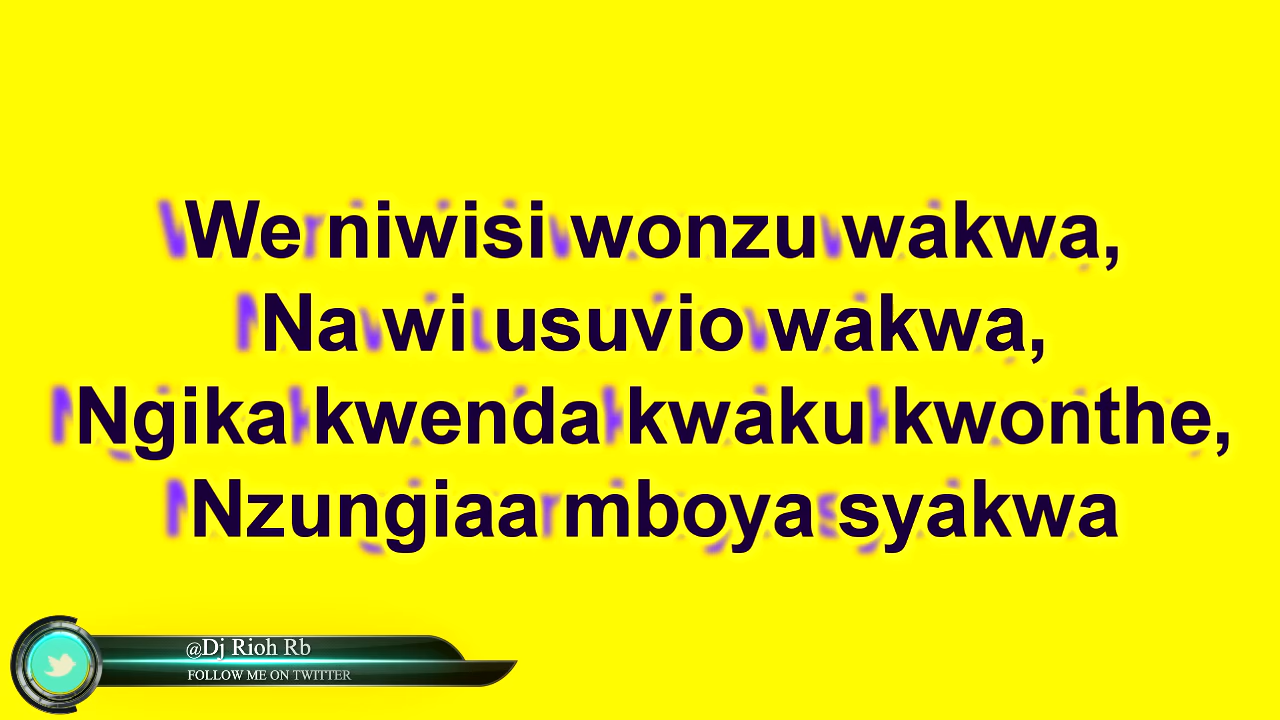 We niwisi wonzu wakwa,
Na wi usuvio wakwa,
Ngika kwenda kwaku kwonthe,
Nzungiaa mboya syakwa
@Dj Rioh Rb
FOLLOW ME ON TWITTER